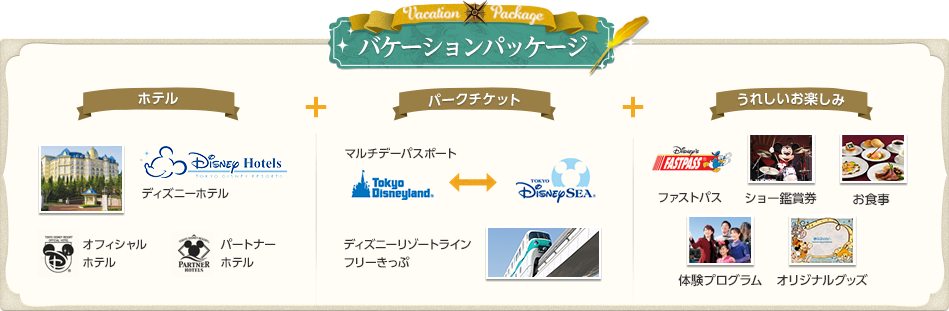 Vacation Package
バケーションパッケージ
ホテル
Disney Hotels
TOKYO DISNEY RESORT®
ディズニーホテル
オフィシャル
ホテル
PARTNER
HOTELS
パートナー
ホテル
+
パークチケット
マルチデーパスポート
Tokyo
Disneyland®
TOKYO
DisneySEA®
ディズニーリゾートライン
フリーきっぷ
+
うれしいお楽しみ
Disney's
FASTPASS
ファストパス
ショー鑑賞券
お食事
体験プログラム
オリジナルグッズ